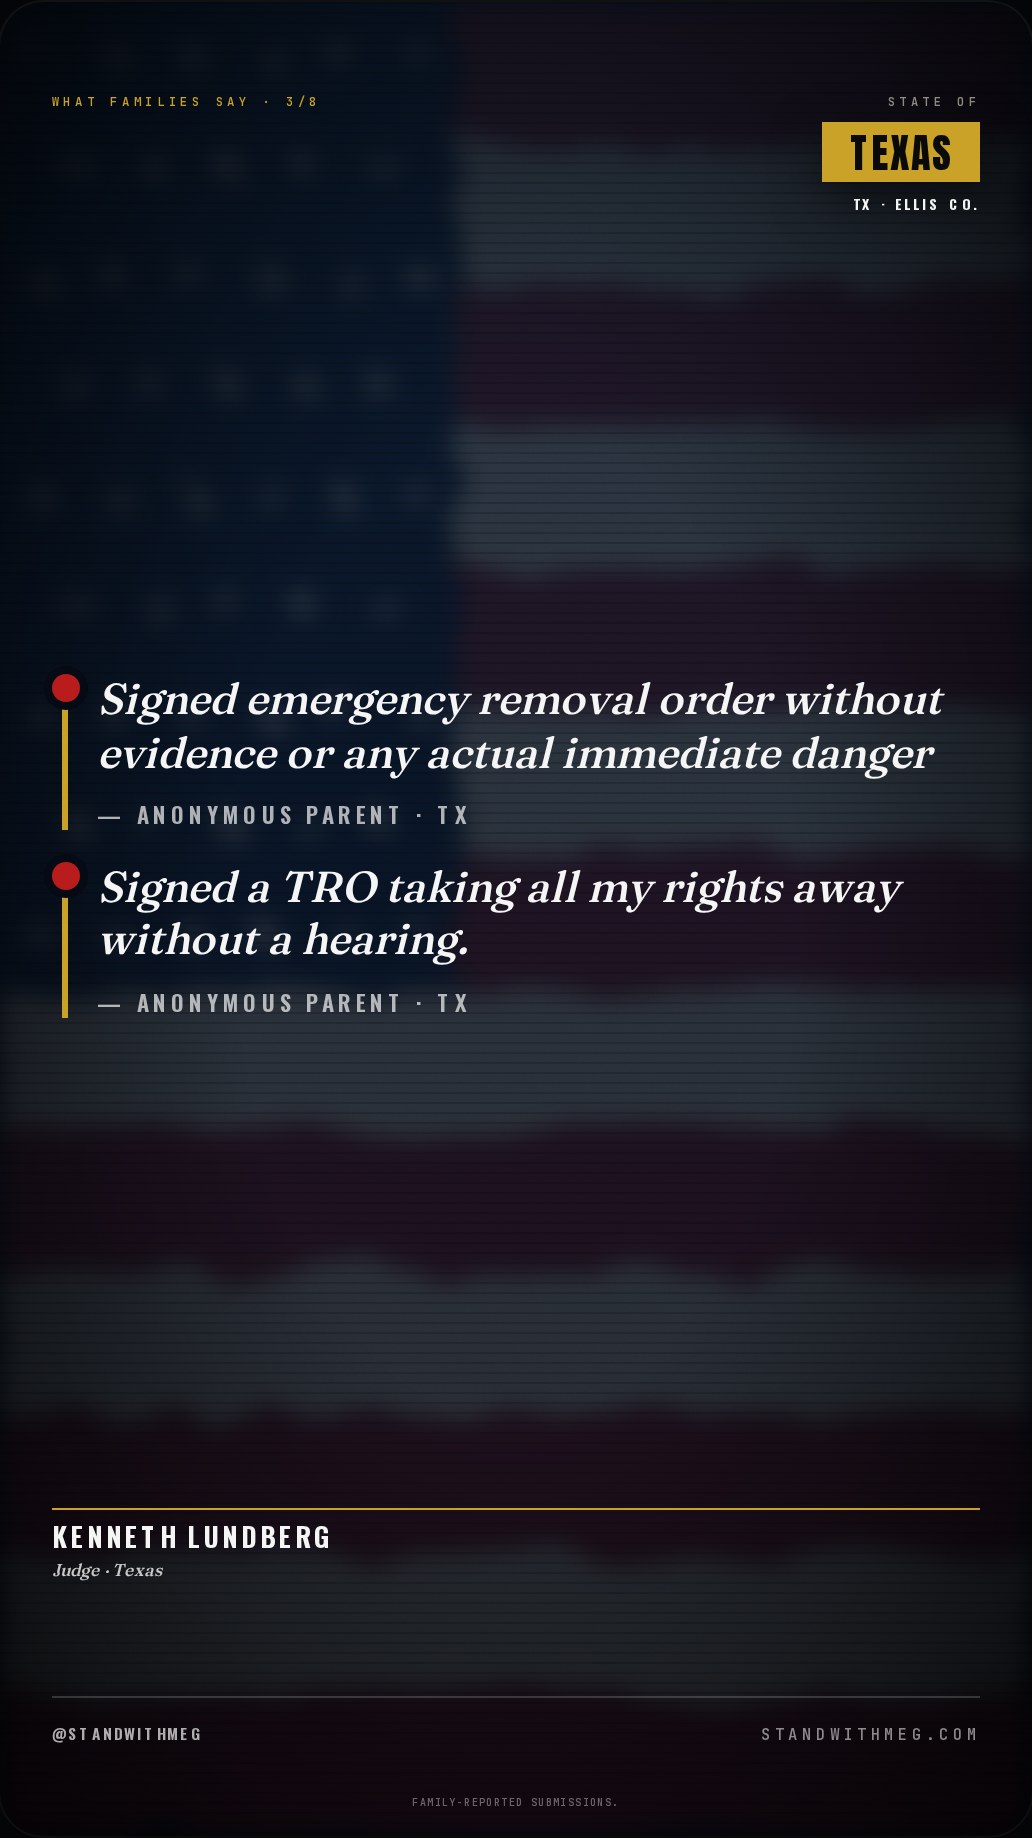 WHAT FAMILIES SAY · 3/8
STATE OF
TEXAS
TX · ELLIS CO.
Signed emergency removal order without
evidence or any actual immediate danger
— ANONYMOUS PARENT · TX
Signed a TRO taking all my rights away
without a hearing.
— ANONYMOUS PARENT · TX
KENNETH LUNDBERG
Judge · Texas
@STANDWITHMEG
STANDWITHMEG.COM
FAMILY-REPORTED SUBMISSIONS.